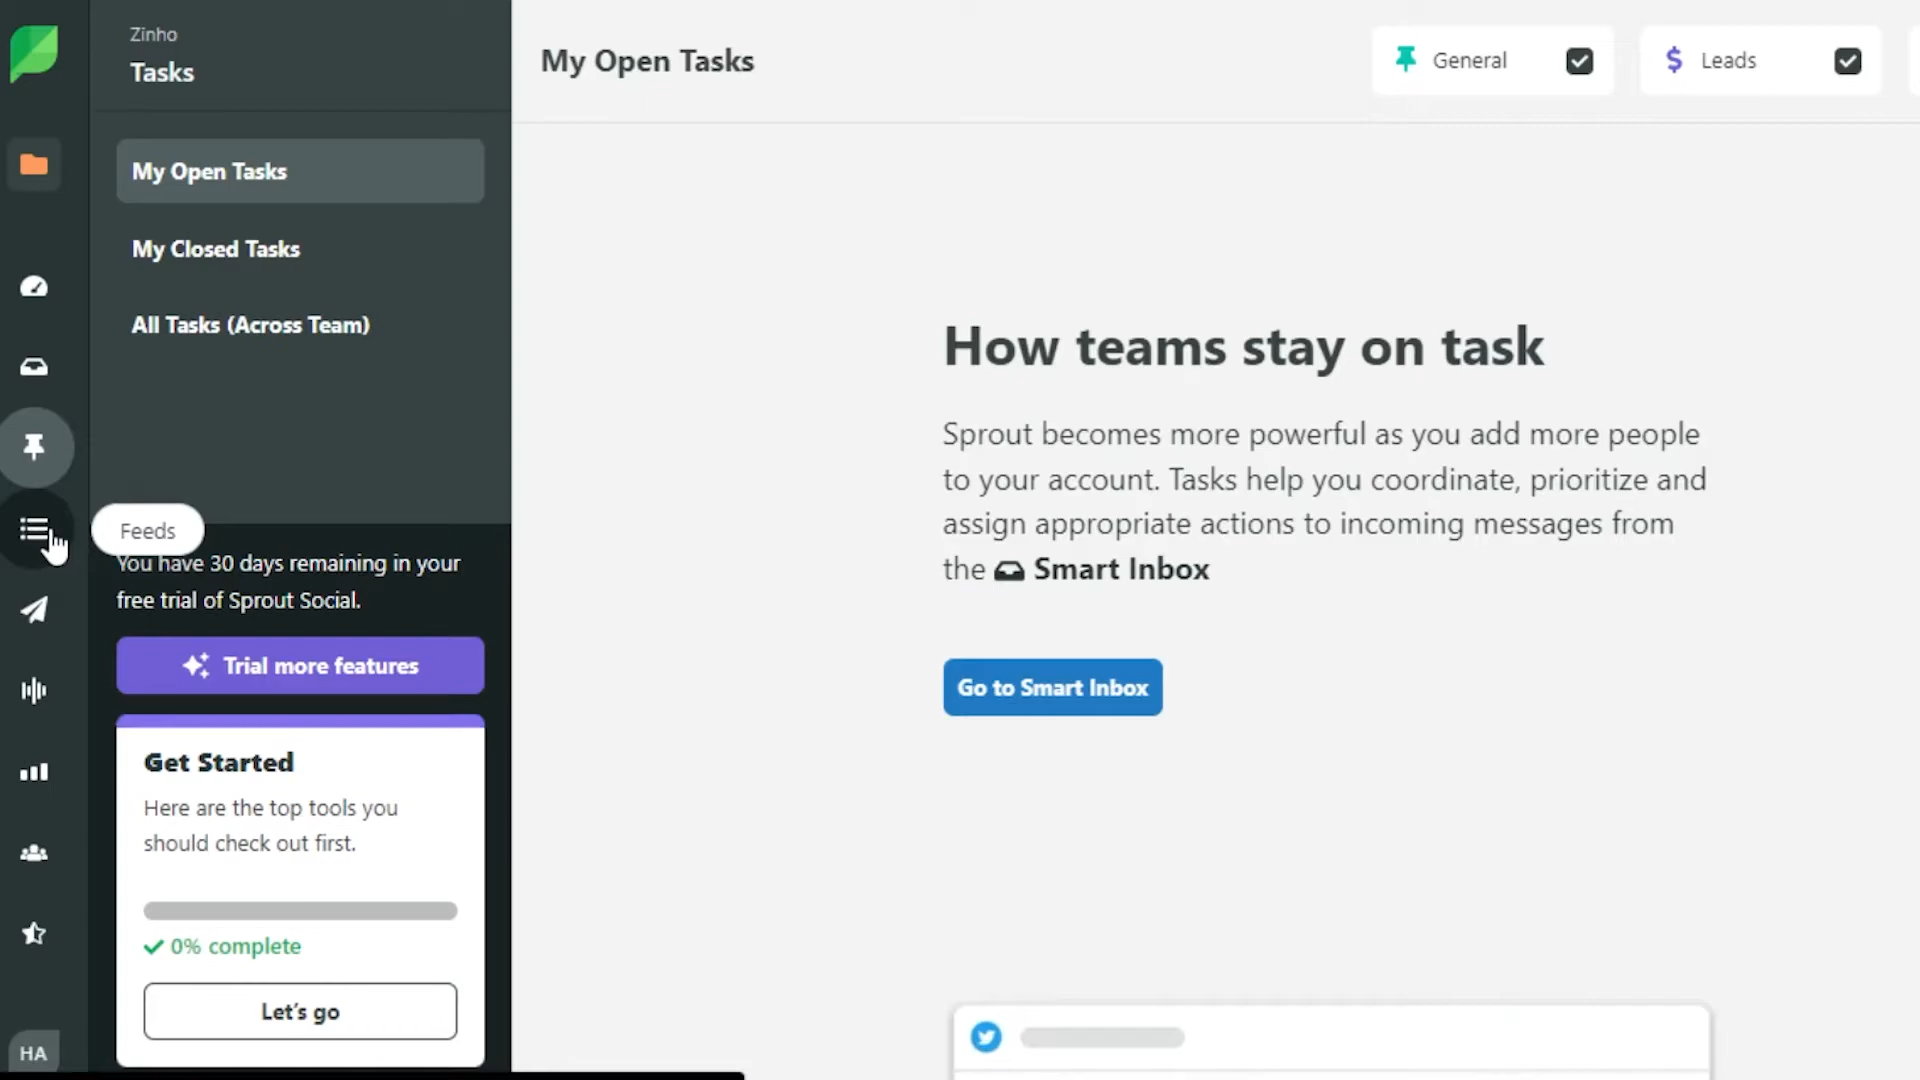 Zinho
Tasks
My Open Tasks
My Closed Tasks
All Tasks (Across Team)
Feeds
You have 30 days remaining in your
free trial of Sprout Social.
Trial more features
Get Started
Here are the top tools you
should check out first.
0% complete
Let's go
HA
My Open Tasks
General
$ Leads
How teams stay on task
Sprout becomes more powerful as you add more people
to your account. Tasks help you coordinate, prioritize and
assign appropriate actions to incoming messages from
the Smart Inbox
Go to Smart Inbox